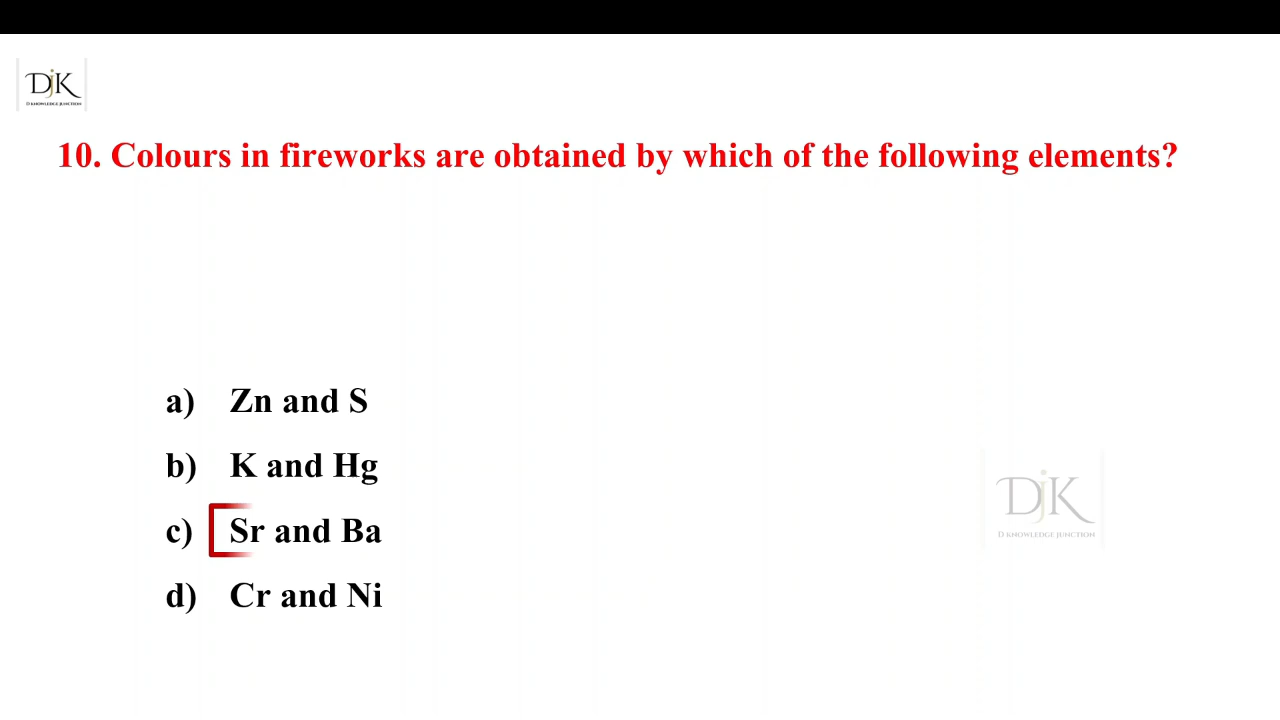 DjK
D KNOWLEDGE JUNCTION
10. Colours in fireworks are obtained by which of the following elements?
a) Zn and S
b) K and Hg
c) Sr and Ba
d) Cr and Ni
DjK
D KNOWLEDGE JUNCTION